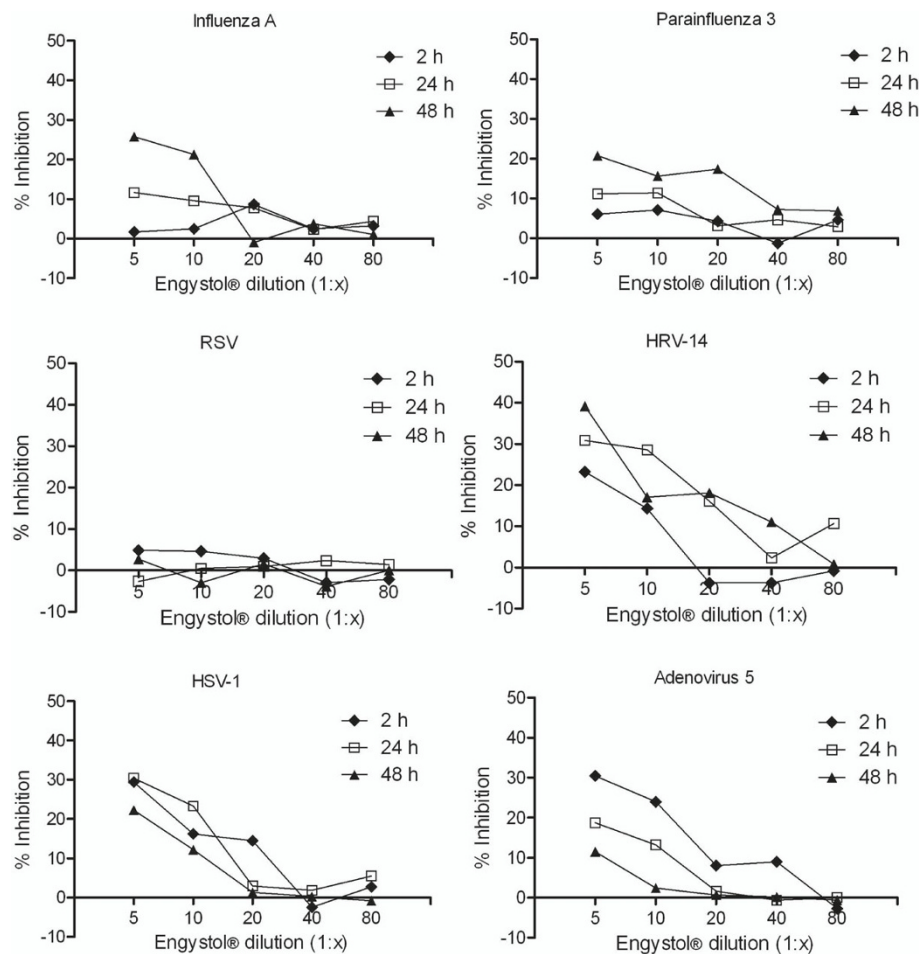 Influenza A
50
40
30
20
10
0
-10
% Inhibition
2 h
24 h
48 h
5 10 20 40 80
Engystol® dilution (1:x)
Parainfluenza 3
50
40
30
20
10
0
-10
% Inhibition
2 h
24 h
48 h
5 10 20 40 80
Engystol® dilution (1:x)
RSV
50
40
30
20
10
0
-10
% Inhibition
2 h
24 h
48 h
5 10 20 40 80
Engystol® dilution (1:x)
HRV-14
50
40
30
20
10
0
-10
% Inhibition
2 h
24 h
48 h
5 10 20 40 80
Engystol® dilution (1:x)
HSV-1
50
40
30
20
10
0
-10
% Inhibition
2 h
24 h
48 h
5 10 20 40 80
Engystol® dilution (1:x)
Adenovirus 5
50
40
30
20
10
0
-10
% Inhibition
2 h
24 h
48 h
5 10 20 40 80
Engystol® dilution (1:x)